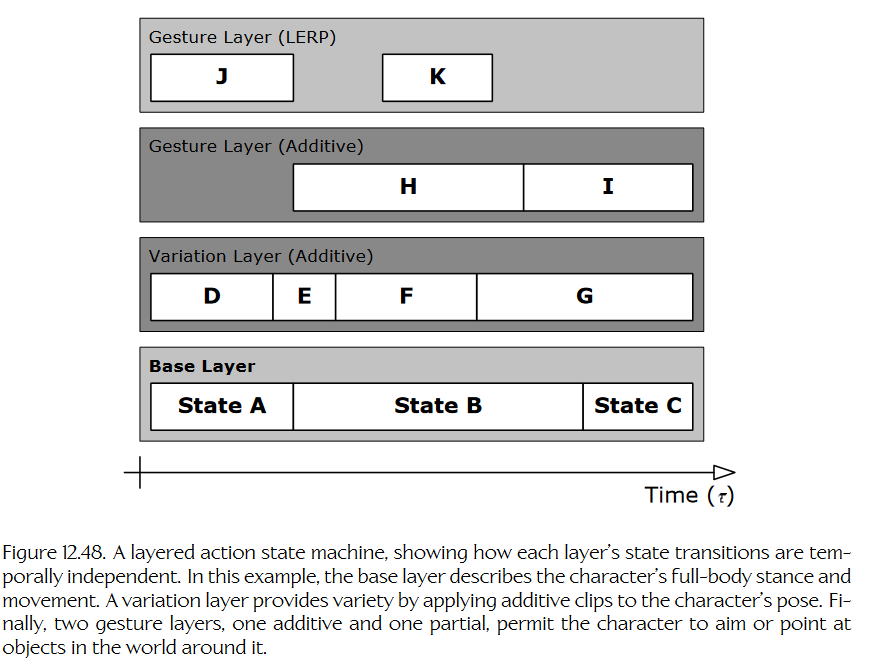 Gesture Layer (LERP)
J K
Gesture Layer (Additive)
H I
Variation Layer (Additive)
D E F G
Base Layer
State A State B State C
Time (τ)
Figure 12.48. A layered action state machine, showing how each layer's state transitions are tem-
porally independent. In this example, the base layer describes the character's full-body stance and
movement. A variation layer provides variety by applying additive clips to the character's pose. Fi-
nally, two gesture layers, one additive and one partial, permit the character to aim or point at
objects in the world around it.